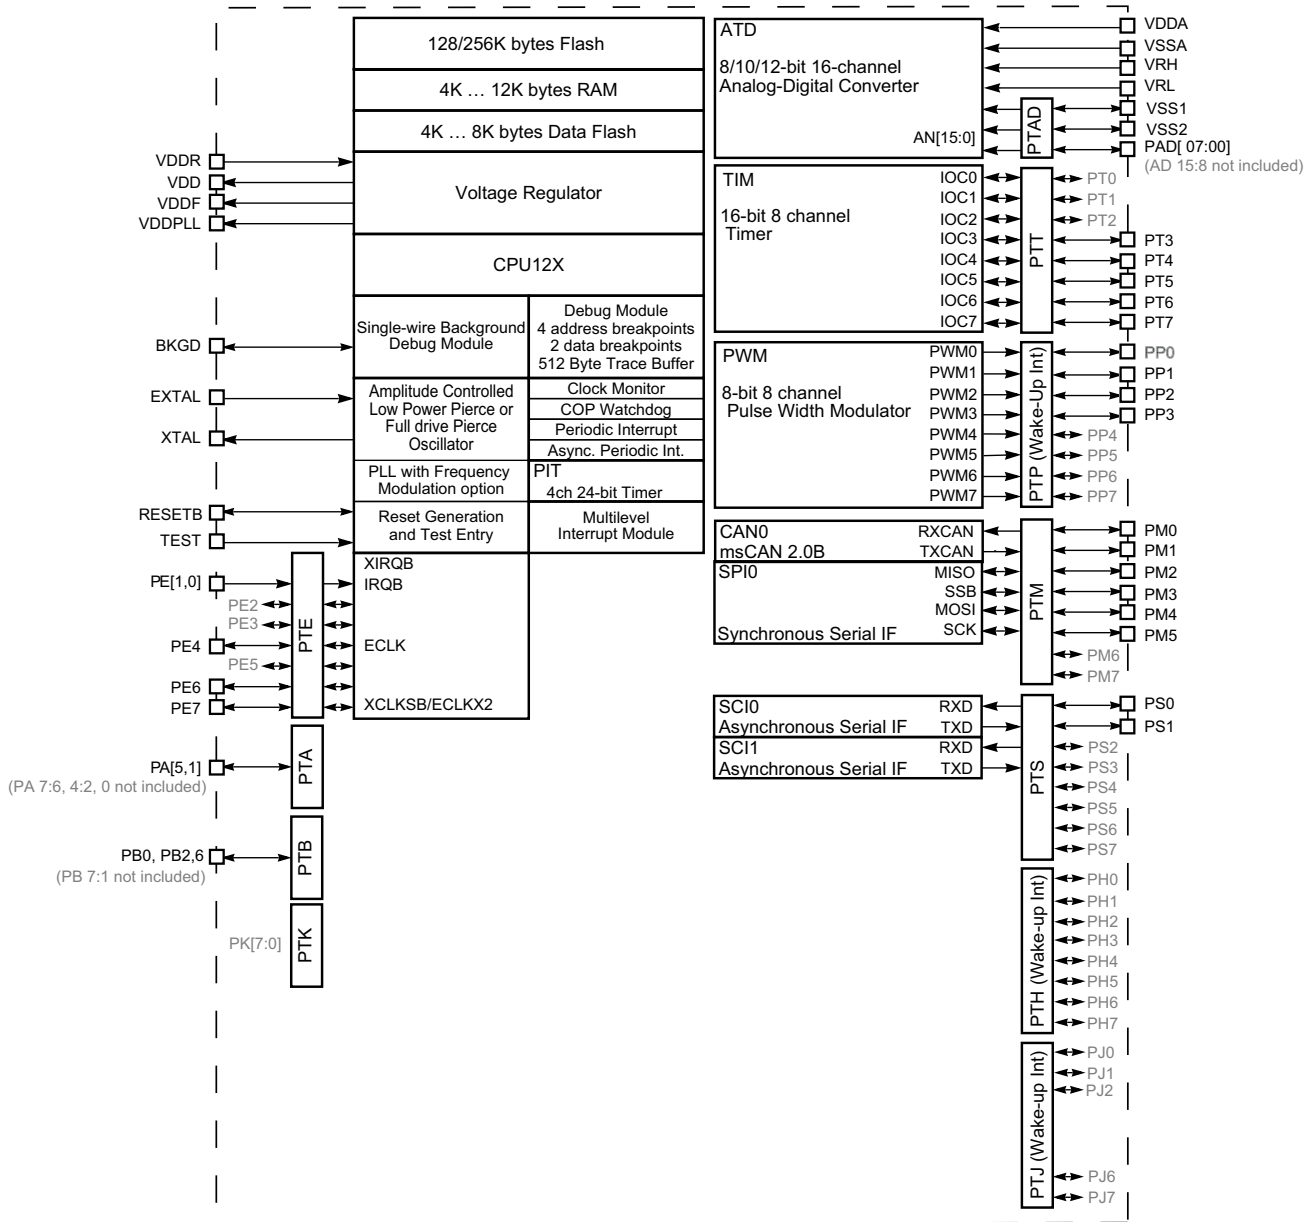 128/256K bytes Flash
4K … 12K bytes RAM
4K … 8K bytes Data Flash
VDDR
VDD
VDDF
VDDPLL
Voltage Regulator
CPU12X
BKGD
Single-wire Background
Debug Module
Debug Module
4 address breakpoints
2 data breakpoints
512 Byte Trace Buffer
EXTAL
XTAL
Amplitude Controlled
Low Power Pierce or
Full drive Pierce
Oscillator
Clock Monitor
COP Watchdog
Periodic Interrupt
Async. Periodic Int.
PLL with Frequency
Modulation option
PIT
4ch 24-bit Timer
RESETB
TEST
Reset Generation
and Test Entry
Multilevel
Interrupt Module
PE[1,0]
PE2
PE3
PE4
PE5
PE6
PE7
PTE
XIRQB
IRQB
ECLK
XCLKSB/ECLKX2
PA[5,1]
(PA 7:6, 4:2, 0 not included)
PTA
PB0, PB2,6
(PB 7:1 not included)
PTB
PK[7:0]
PTK
ATD
8/10/12-bit 16-channel
Analog-Digital Converter
AN[15:0]
PTAD
VDDA
VSSA
VRH
VRL
VSS1
VSS2
PAD[ 07:00]
(AD 15:8 not included)
TIM
16-bit 8 channel
Timer
IOC0
IOC1
IOC2
IOC3
IOC4
IOC5
IOC6
IOC7
PTT
PT0
PT1
PT2
PT3
PT4
PT5
PT6
PT7
PWM
8-bit 8 channel
Pulse Width Modulator
PWM0
PWM1
PWM2
PWM3
PWM4
PWM5
PWM6
PWM7
PTP (Wake-Up Int)
PP0
PP1
PP2
PP3
PP4
PP5
PP6
PP7
CAN0
msCAN 2.0B
RXCAN
TXCAN
SPI0
Synchronous Serial IF
MISO
SSB
MOSI
SCK
PTM
PM0
PM1
PM2
PM3
PM4
PM5
PM6
PM7
SCI0
Asynchronous Serial IF
RXD
TXD
SCI1
Asynchronous Serial IF
RXD
TXD
PTS
PS0
PS1
PS2
PS3
PS4
PS5
PS6
PS7
PTH (Wake-up Int)
PH0
PH1
PH2
PH3
PH4
PH5
PH6
PH7
PTJ (Wake-up Int)
PJ0
PJ1
PJ2
PJ6
PJ7